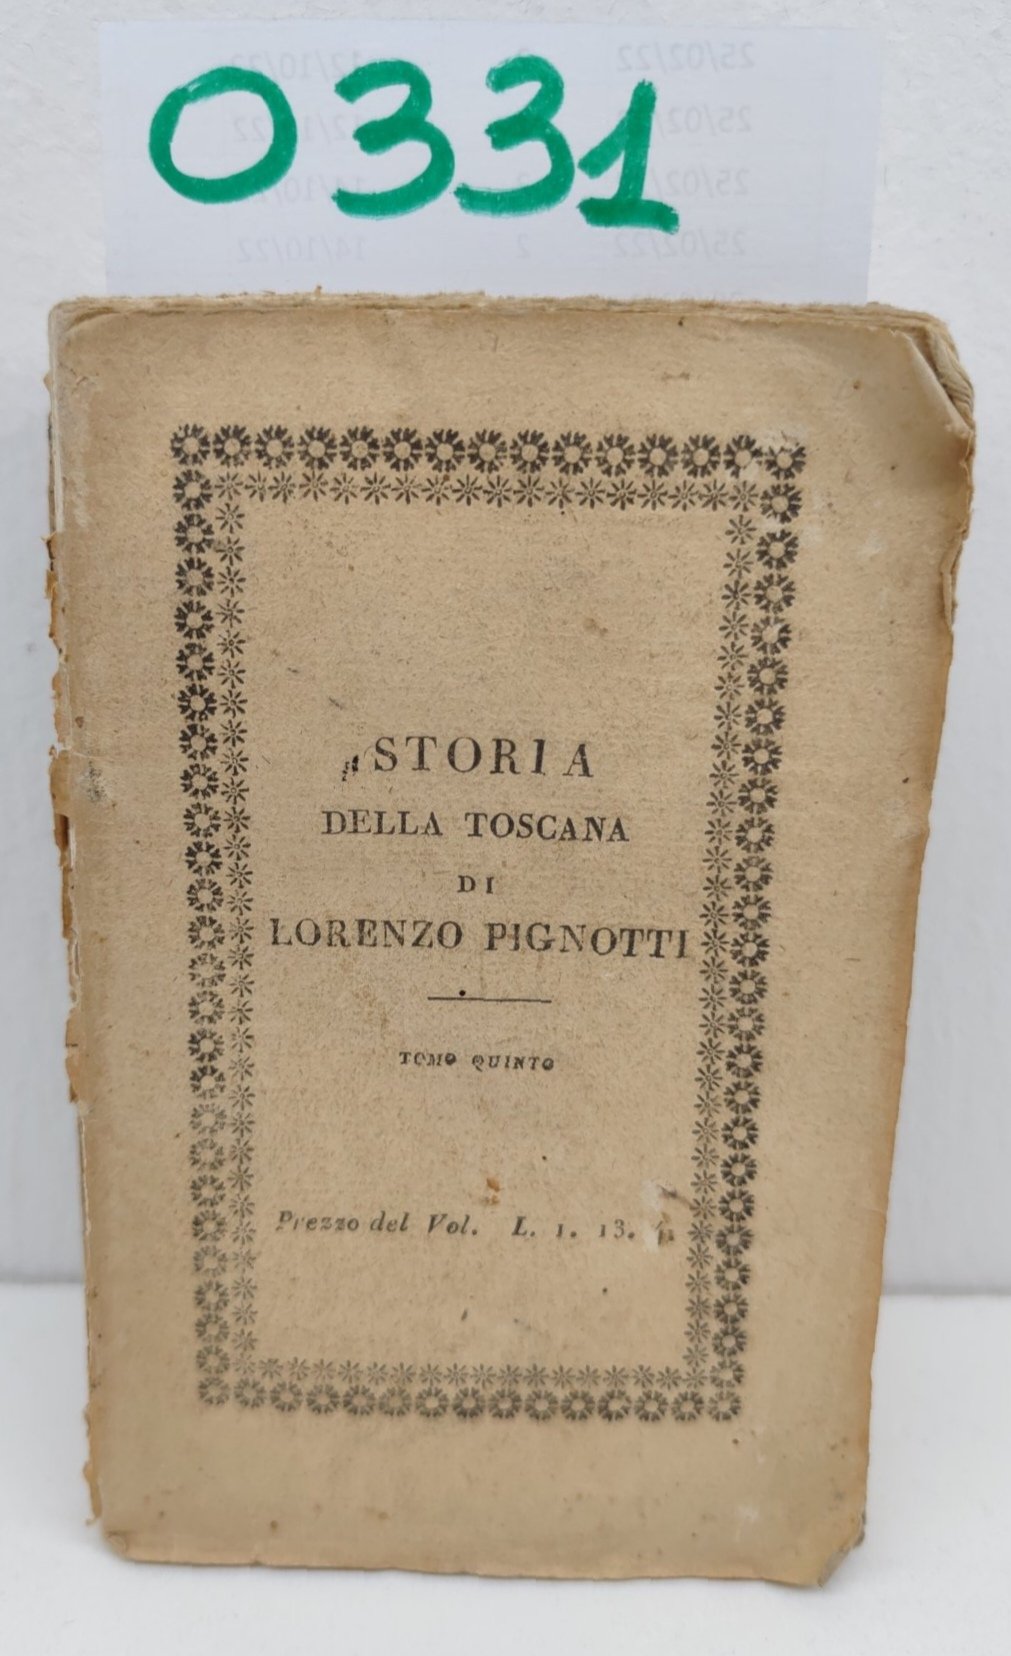 0331
STORIA
DELLA TOSCANA
DI
LORENZO PIGNOTTI
TOMO QUINTO
Prezzo del Vol. L. 1. 13.